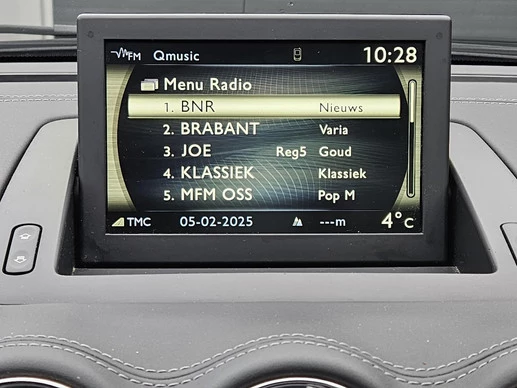 FM Qmusic 10:28
Menu Radio
1. BNR Nieuws
2. BRABANT Varia
3. JOE Reg5 Goud
4. KLASSIEK Klassiek
5. MFM OSS Pop M
TMC 05-02-2025 ---m 4°C